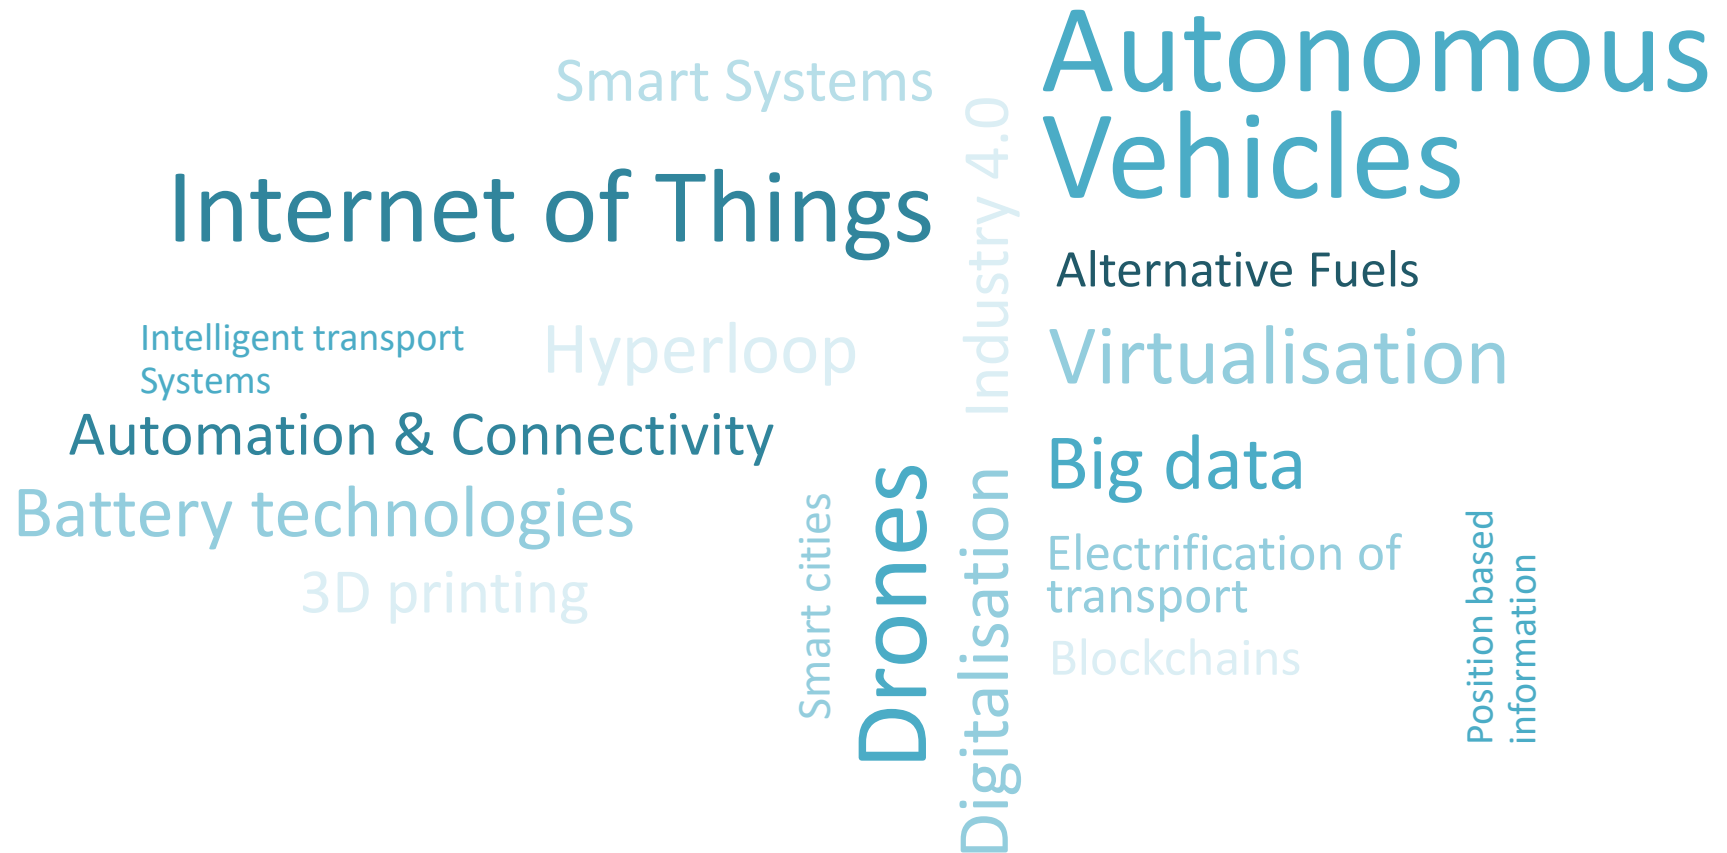 Smart Systems
Internet of Things
Intelligent transport
Systems
Hyperloop
Automation & Connectivity
Battery technologies
3D printing
Smart cities
Drones
Industry 4.0
Digitalisation
Autonomous
Vehicles
Alternative Fuels
Virtualisation
Big data
Electrification of
transport
Blockchains
Position based
information